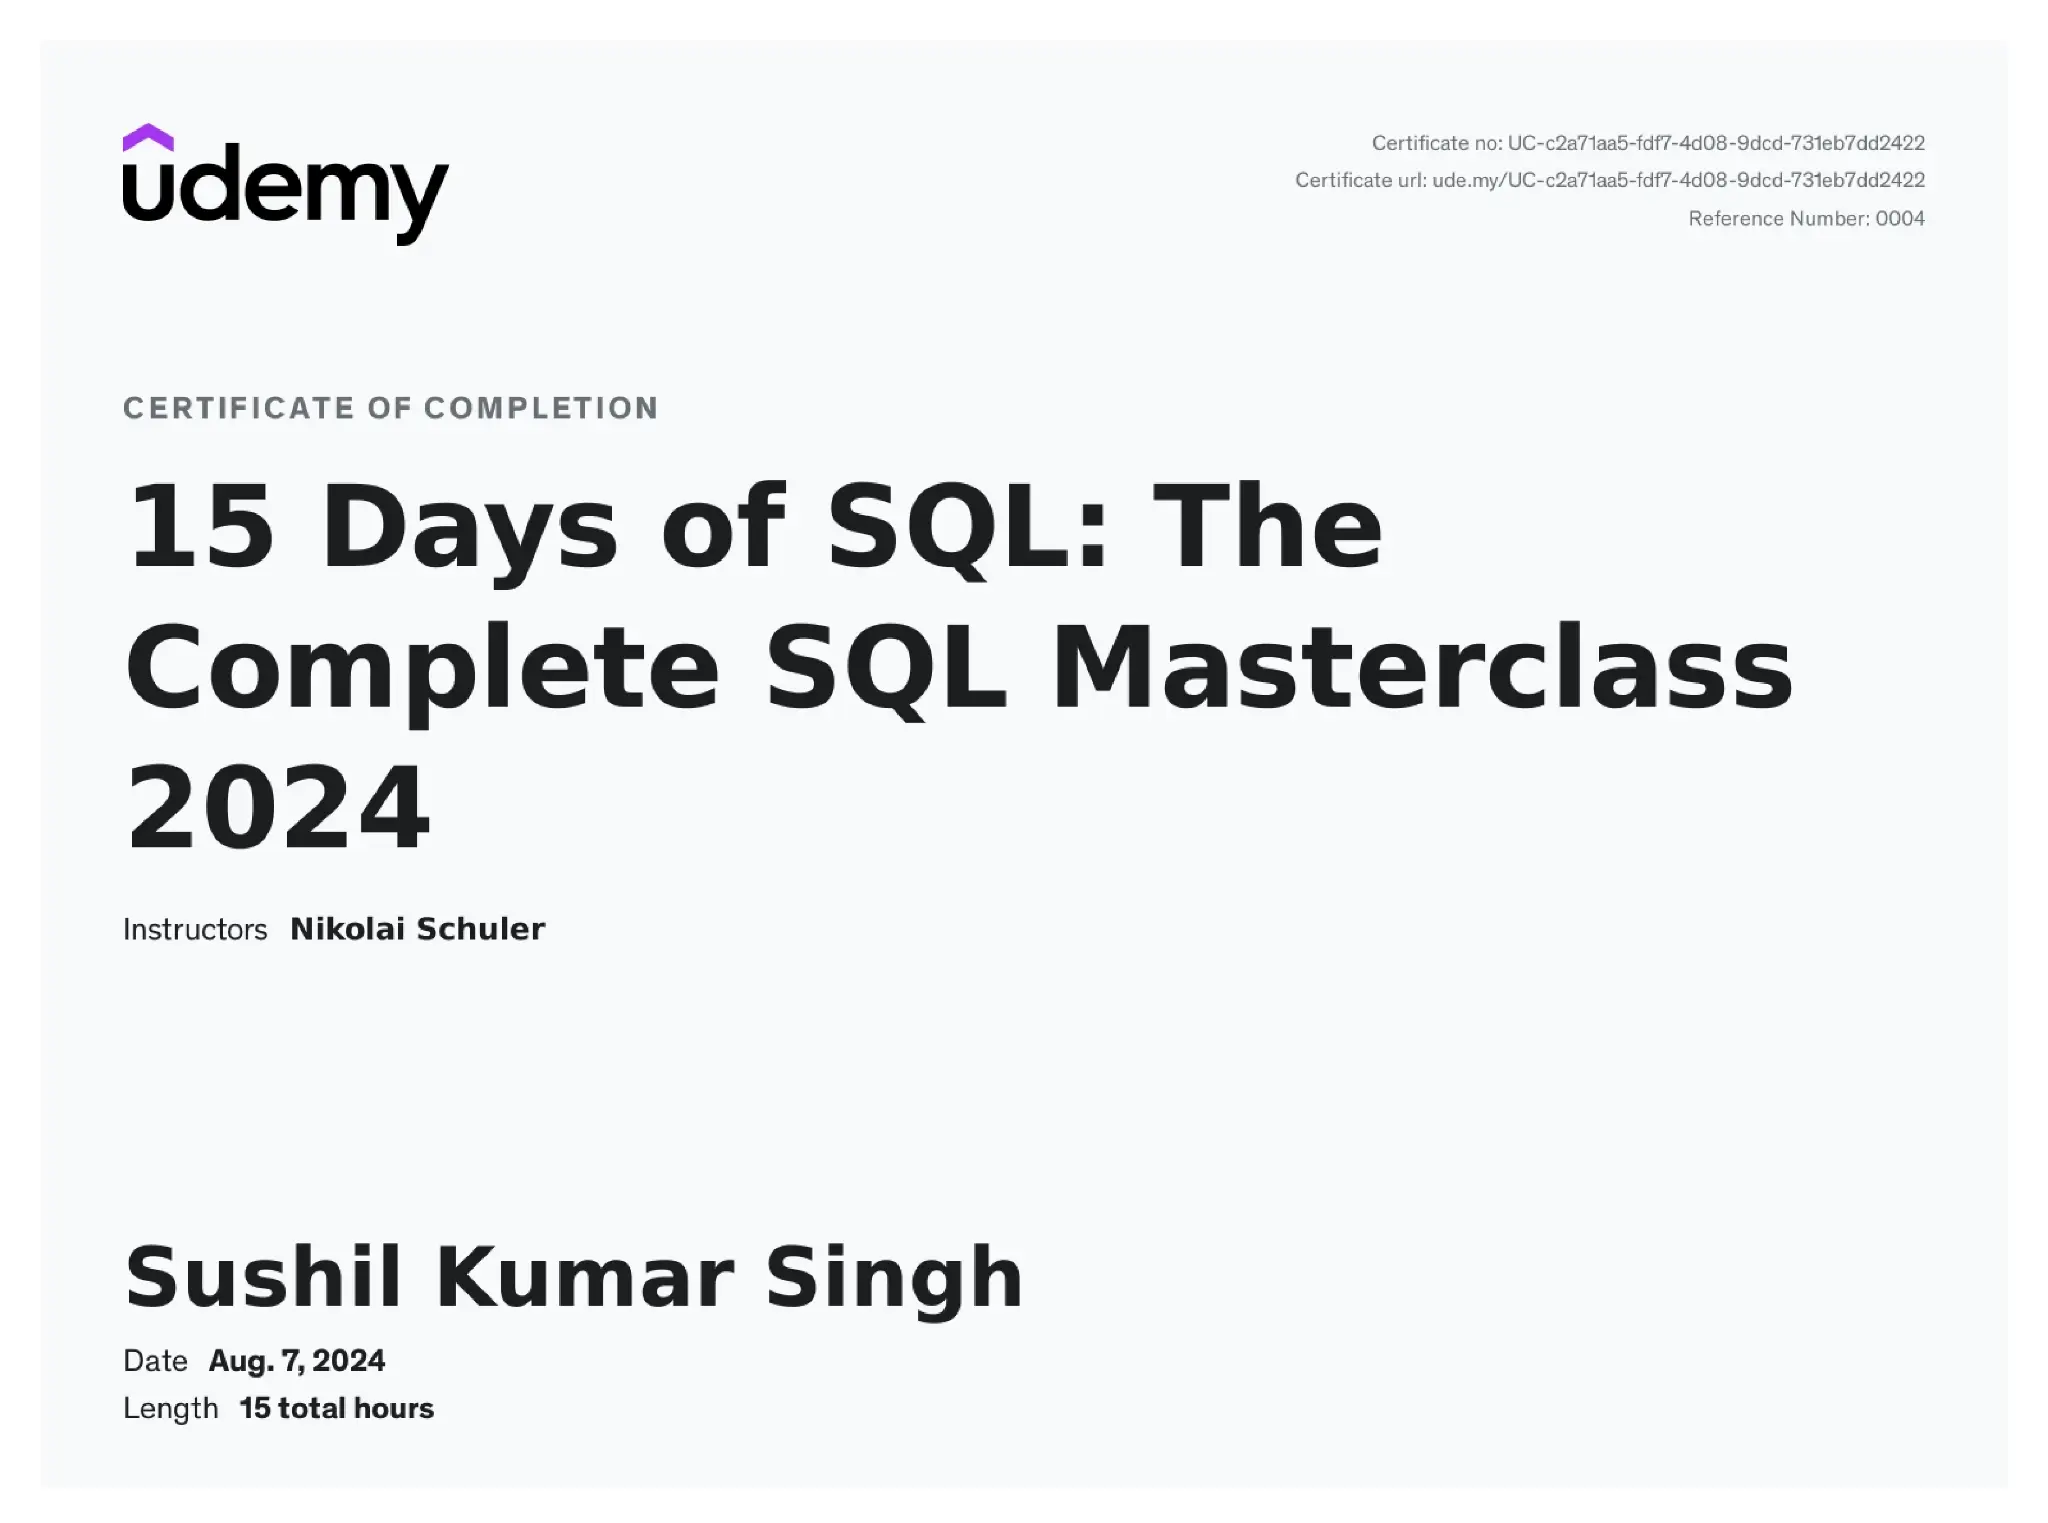 udemy
Certificate no: UC-c2a71aa5-fdf7-4d08-9dcd-731eb7dd2422
Certificate url: ude.my/UC-c2a71aa5-fdf7-4d08-9dcd-731eb7dd2422
Reference Number: 0004
CERTIFICATE OF COMPLETION
15 Days of SQL: The
Complete SQL Masterclass
2024
Instructors Nikolai Schuler
Sushil Kumar Singh
Date Aug. 7, 2024
Length 15 total hours